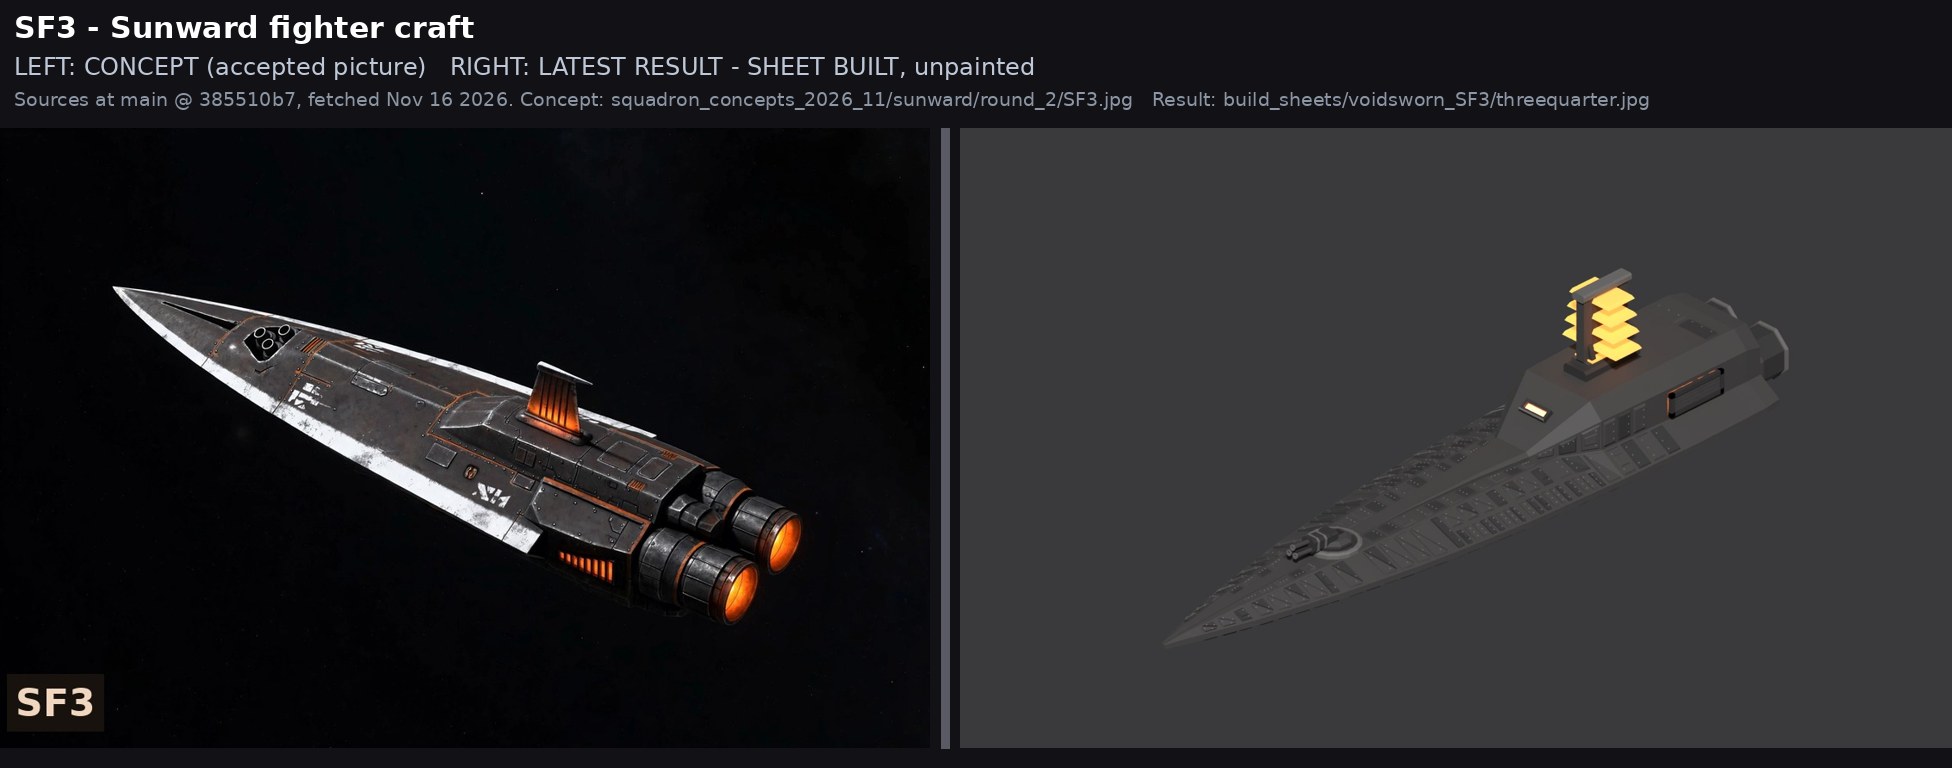 SF3 - Sunward fighter craft
LEFT: CONCEPT (accepted picture)   RIGHT: LATEST RESULT - SHEET BUILT, unpainted
Sources at main @ 385510b7, fetched Nov 16 2026. Concept: squadron_concepts_2026_11/sunward/round_2/SF3.jpg   Result: build_sheets/voidsworn_SF3/threequarter.jpg
SF3